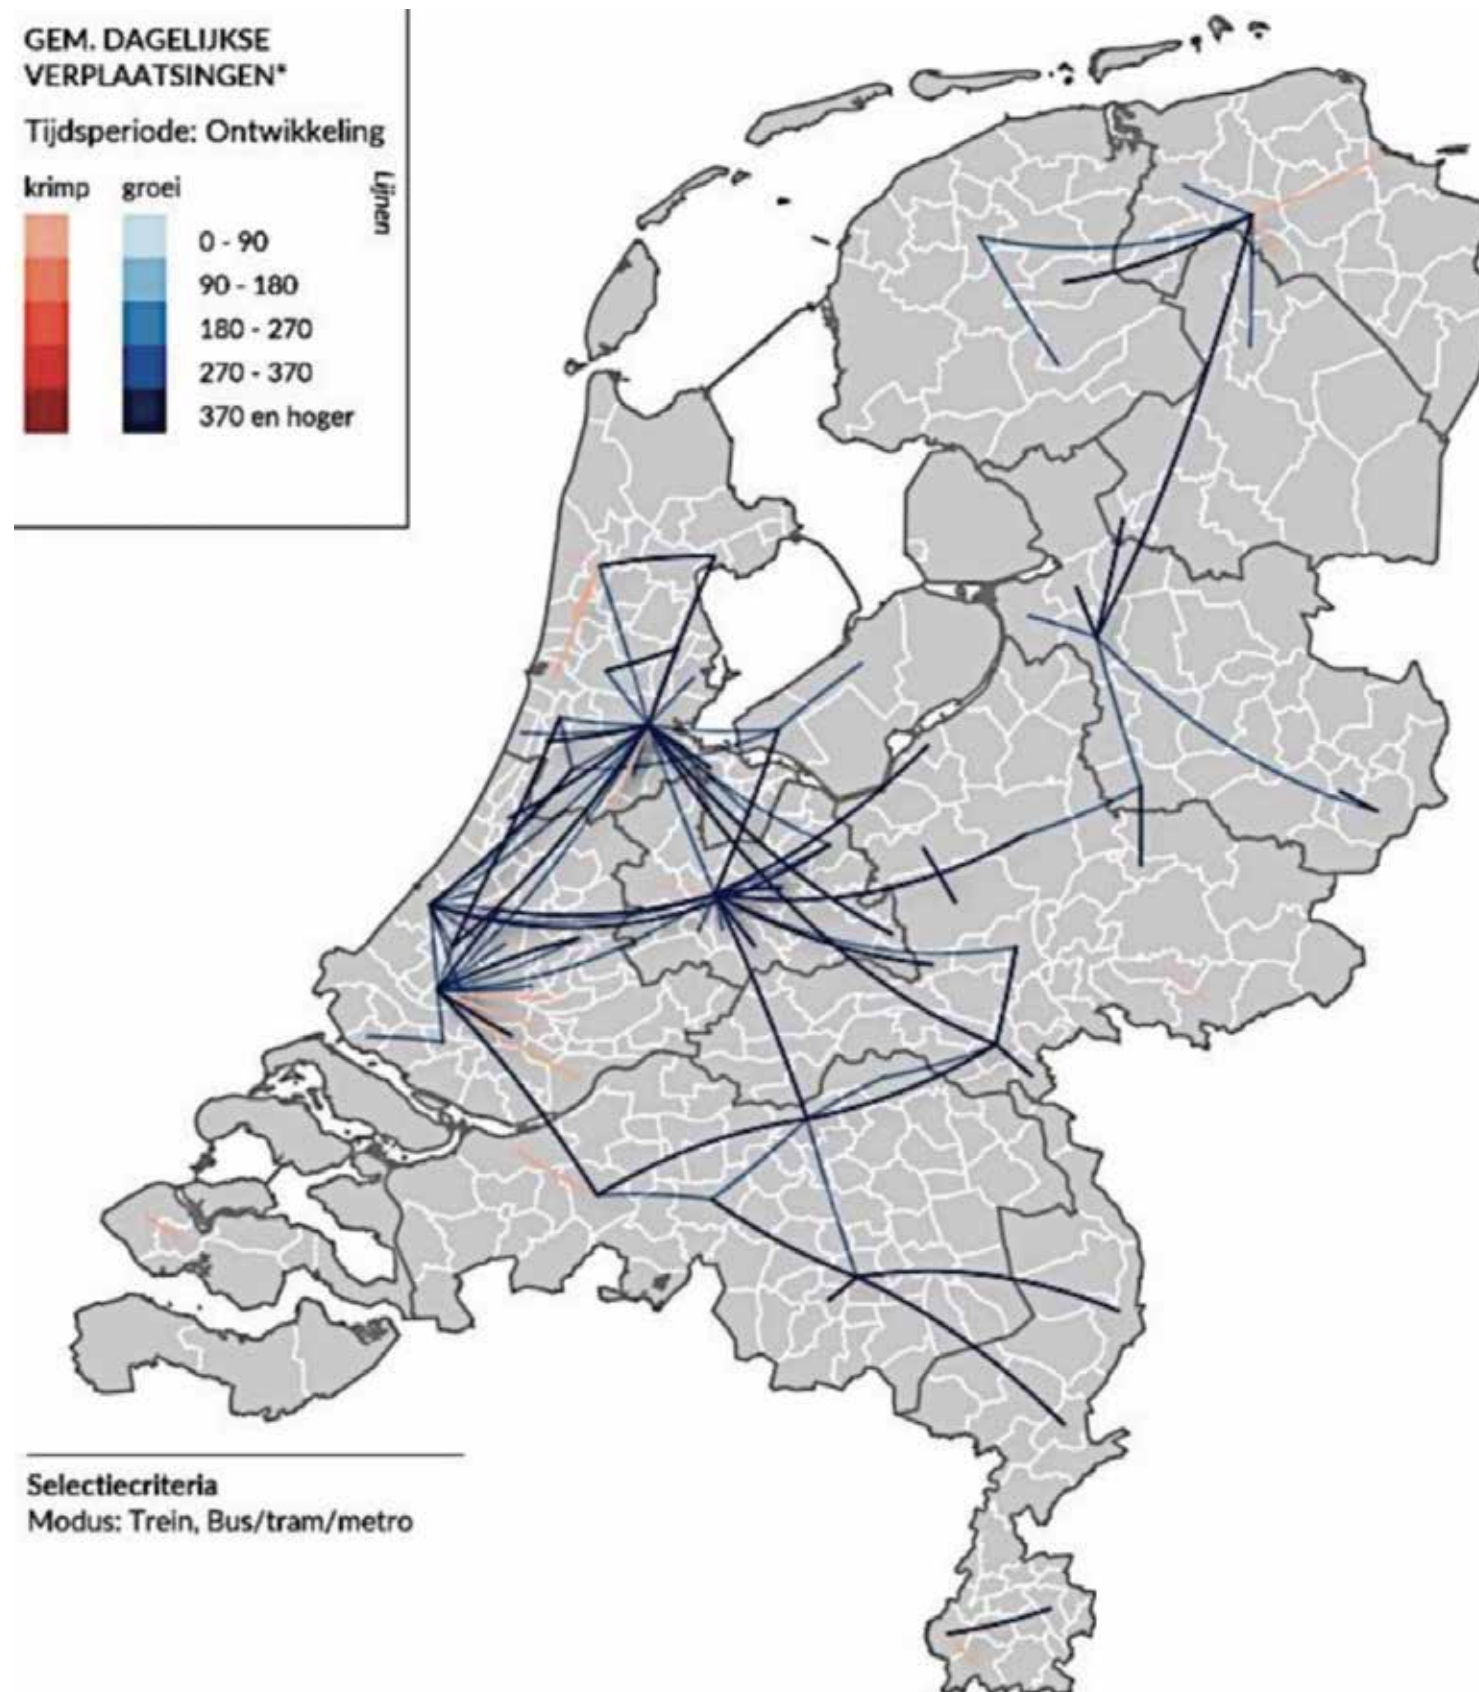 GEM. DAGELIJKSE
VERPLAATSINGEN*
Tijdsperiode: Ontwikkeling
krimp groei
Lijnen
0 - 90
90 - 180
180 - 270
270 - 370
370 en hoger
Selectiecriteria
Modus: Trein, Bus/tram/metro